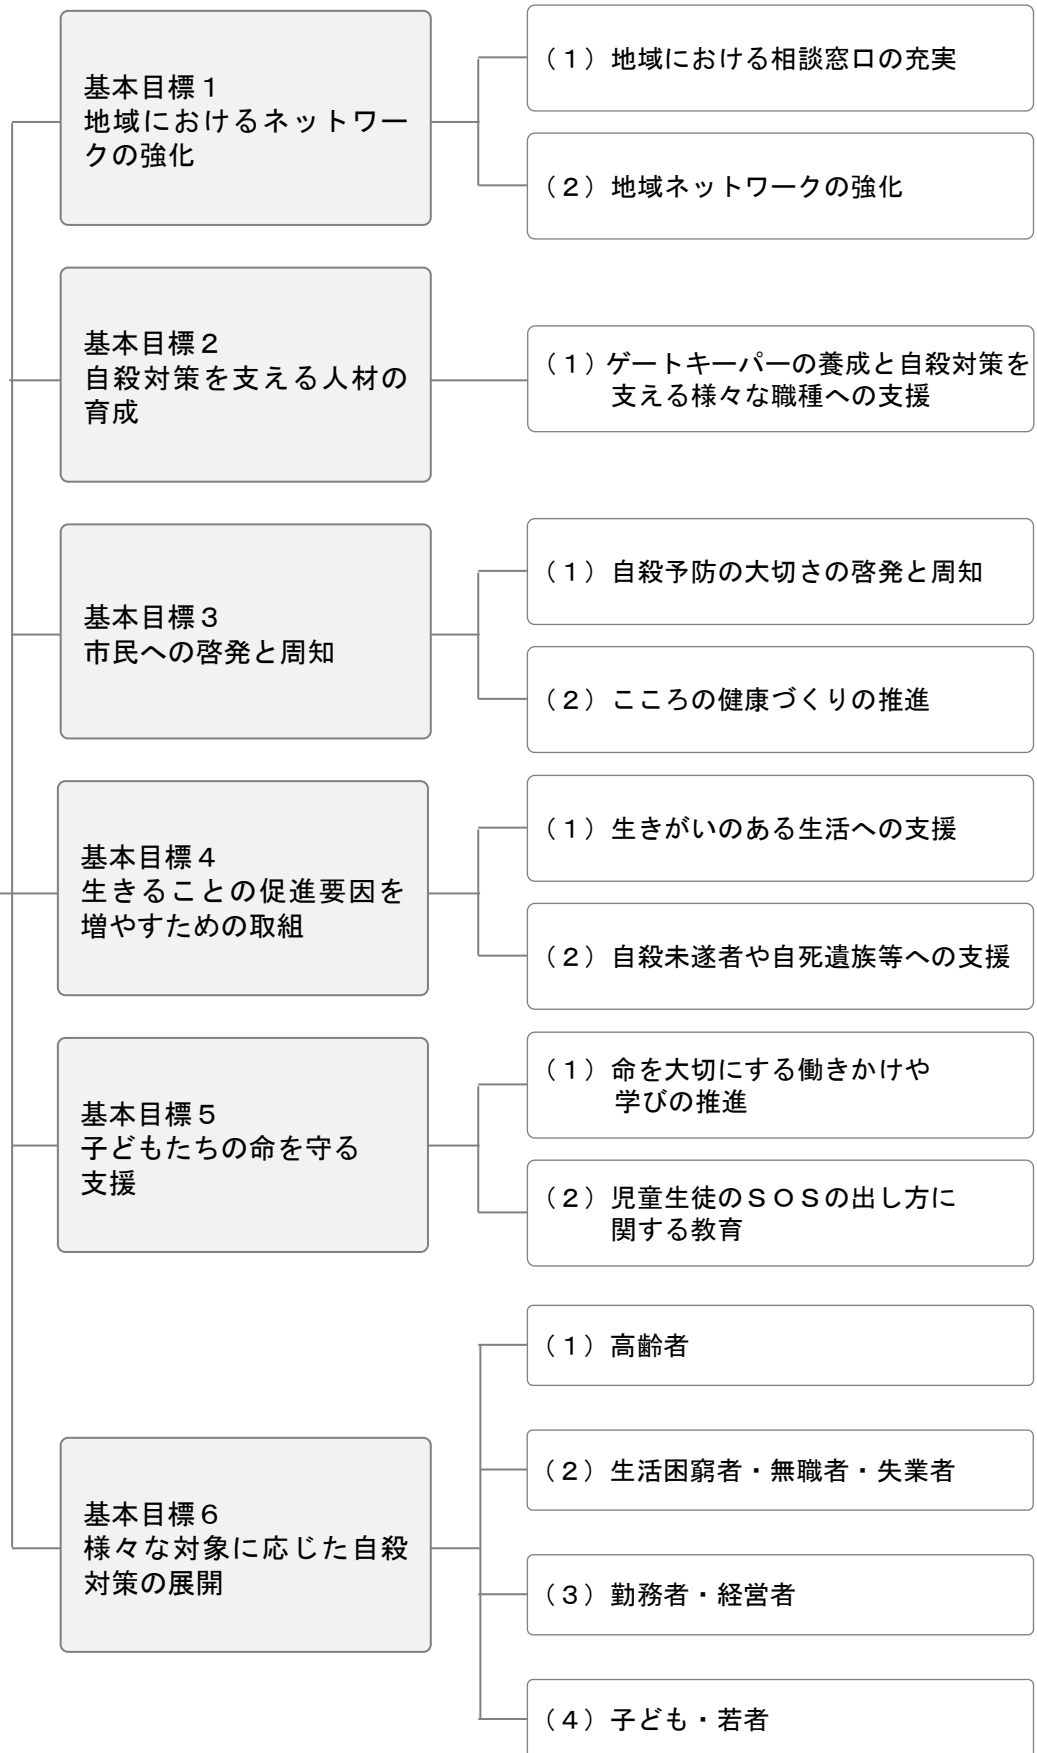 基本目標１
地域におけるネットワー
クの強化
（１）地域における相談窓口の充実
（２）地域ネットワークの強化
基本目標２
自殺対策を支える人材の
育成
（１）ゲートキーパーの養成と自殺対策を
支える様々な職種への支援
基本目標３
市民への啓発と周知
（１）自殺予防の大切さの啓発と周知
（２）こころの健康づくりの推進
基本目標４
生きることの促進要因を
増やすための取組
（１）生きがいのある生活への支援
（２）自殺未遂者や自死遺族等への支援
基本目標５
子どもたちの命を守る
支援
（１）命を大切にする働きかけや
学びの推進
（２）児童生徒のＳＯＳの出し方に
関する教育
基本目標６
様々な対象に応じた自殺
対策の展開
（１）高齢者
（２）生活困窮者・無職者・失業者
（３）勤務者・経営者
（４）子ども・若者